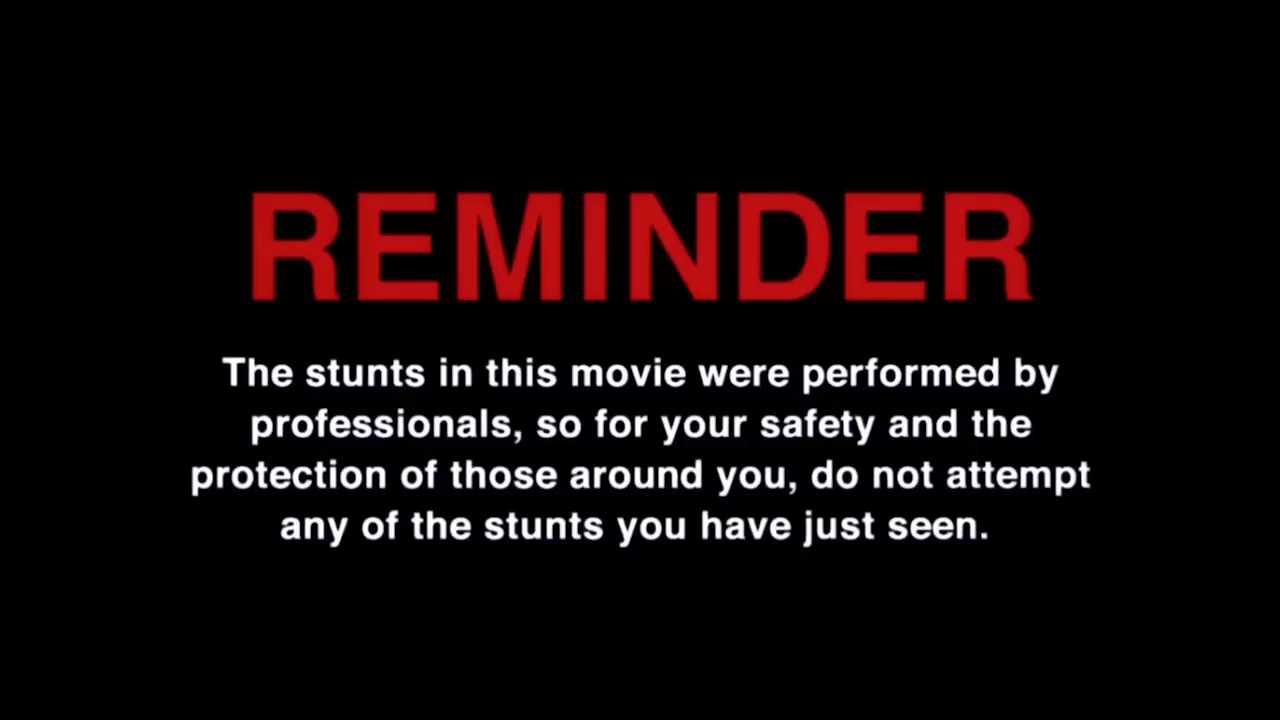 REMINDER
The stunts in this movie were performed by
professionals, so for your safety and the
protection of those around you, do not attempt
any of the stunts you have just seen.